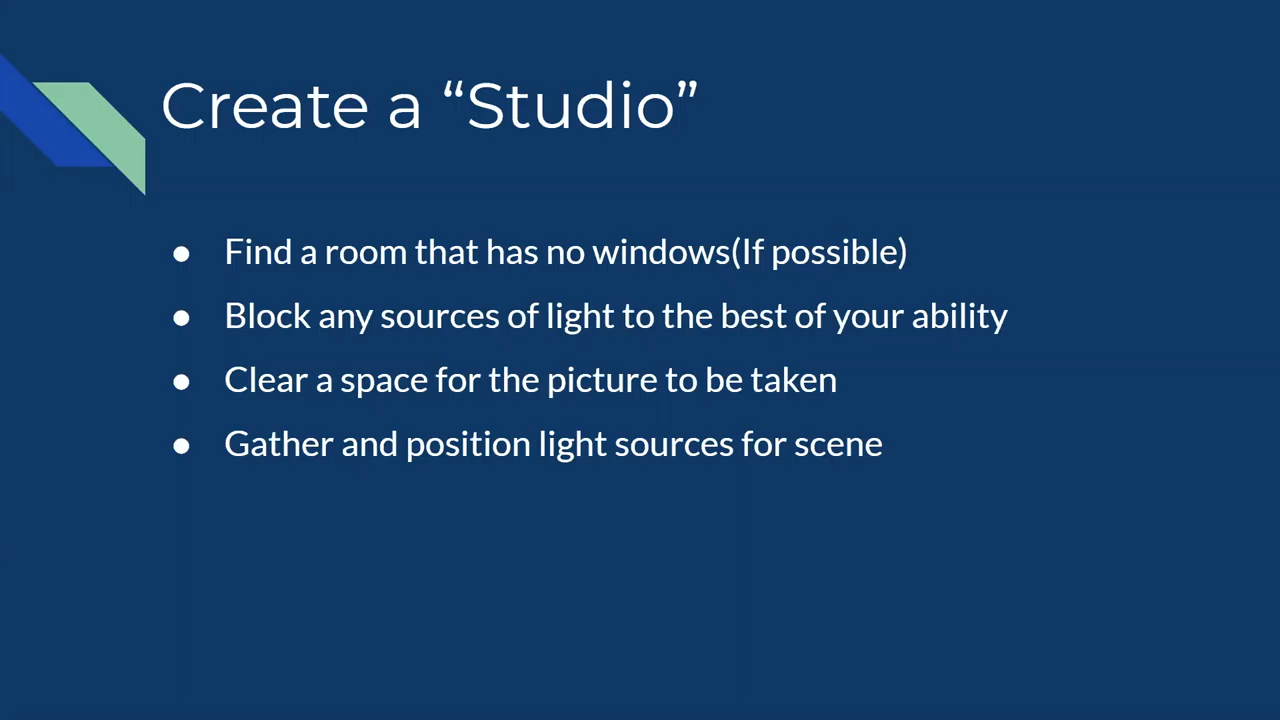 Create a “Studio”
● Find a room that has no windows(If possible)
● Block any sources of light to the best of your ability
● Clear a space for the picture to be taken
● Gather and position light sources for scene